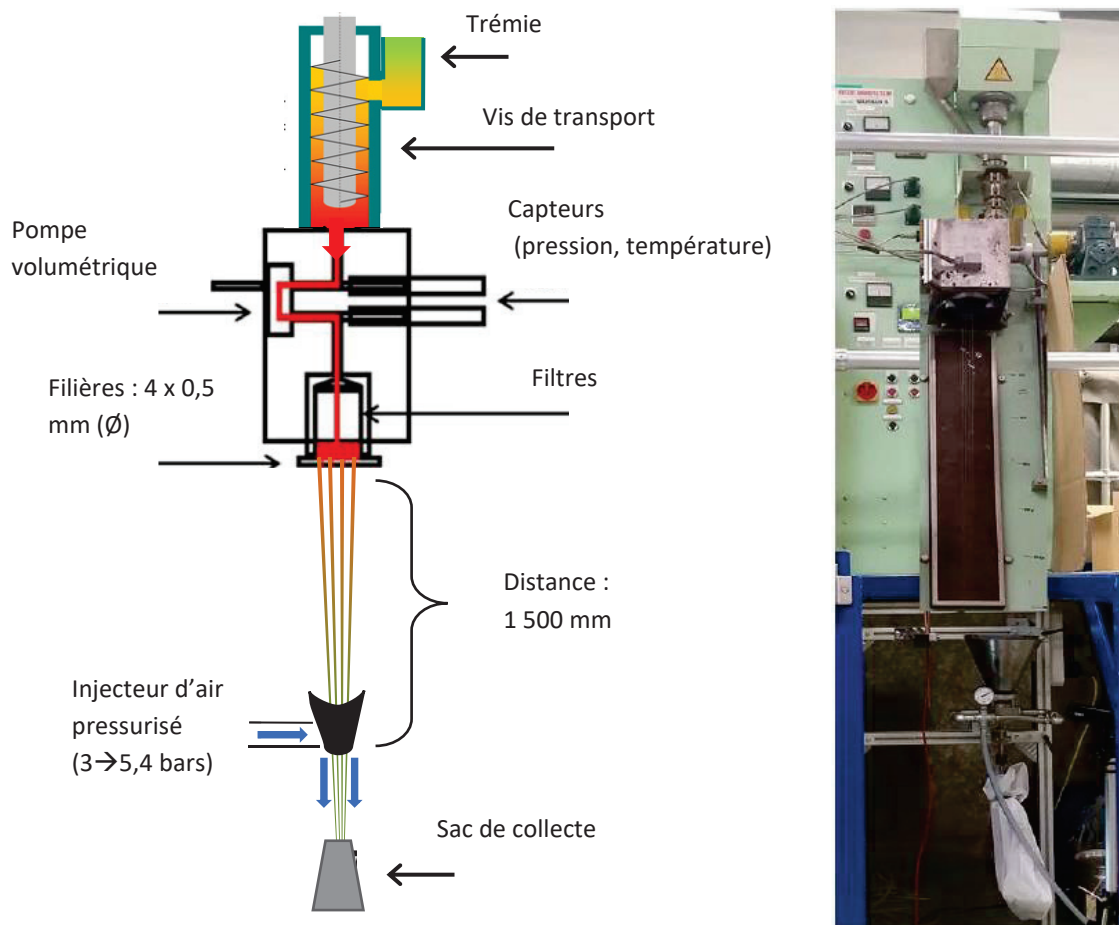 Trémie
Vis de transport
Capteurs
(pression, température)
Pompe
volumétrique
Filtres
Filières : 4 x 0,5
mm (Ø)
Distance :
1 500 mm
Injecteur d’air
pressurisé
(3→5,4 bars)
Sac de collecte